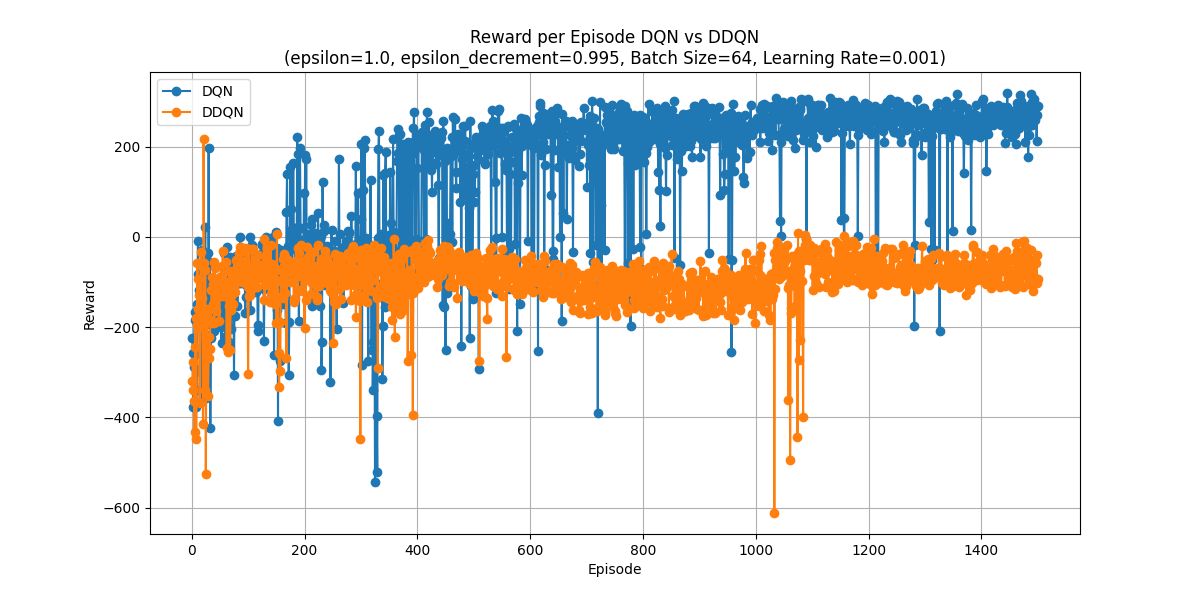 Reward per Episode DQN vs DDQN
(epsilon=1.0, epsilon_decrement=0.995, Batch Size=64, Learning Rate=0.001)
DQN
DDQN
200
0
−200
−400
−600
Reward
0 200 400 600 800 1000 1200 1400
Episode